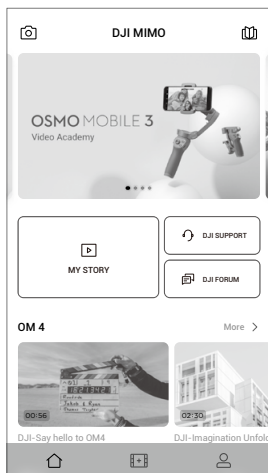 DJI MIMO
OSMO MOBILE 3
Video Academy
MY STORY
DJI SUPPORT
DJI FORUM
OM 4
More
00:56
02:30
DJI-Say hello to OM4
DJI-Imagination Unfold